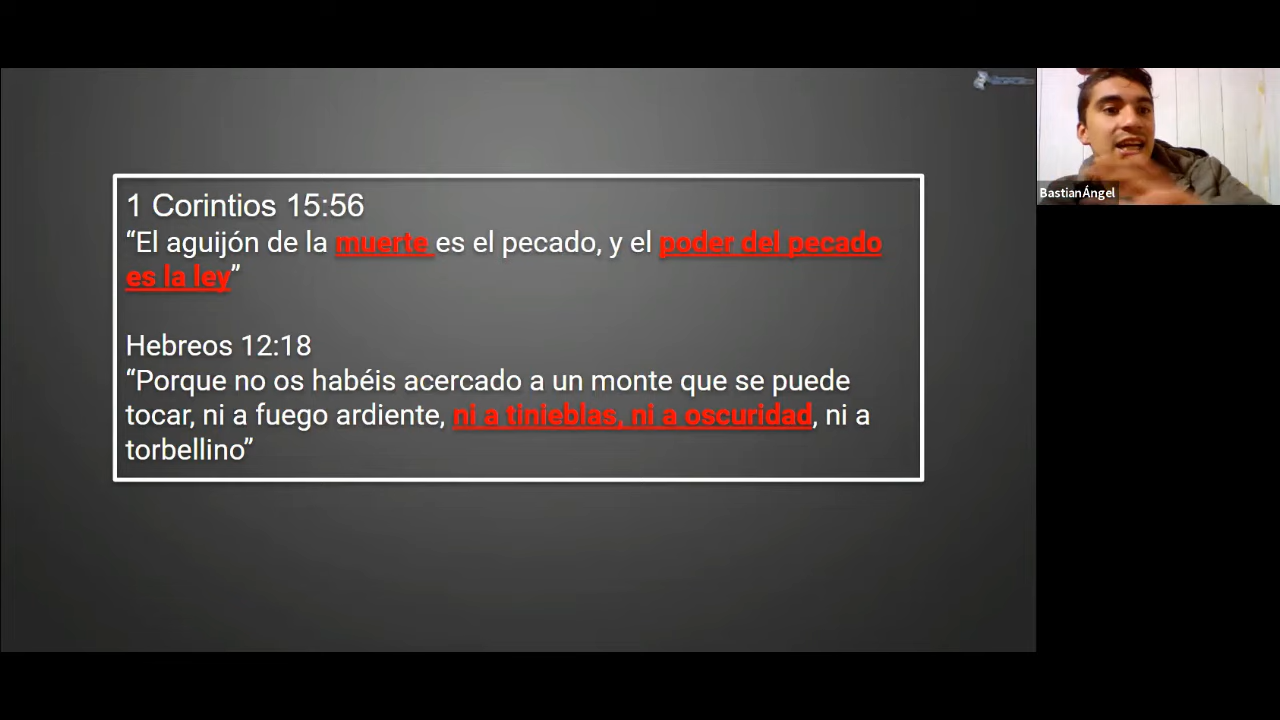 1 Corintios 15:56
“El aguijón de la muerte es el pecado, y el poder del pecado
es la ley”
Hebreos 12:18
“Porque no os habéis acercado a un monte que se puede
tocar, ni a fuego ardiente, ni a tinieblas, ni a oscuridad, ni a
torbellino”
BastianÁngel